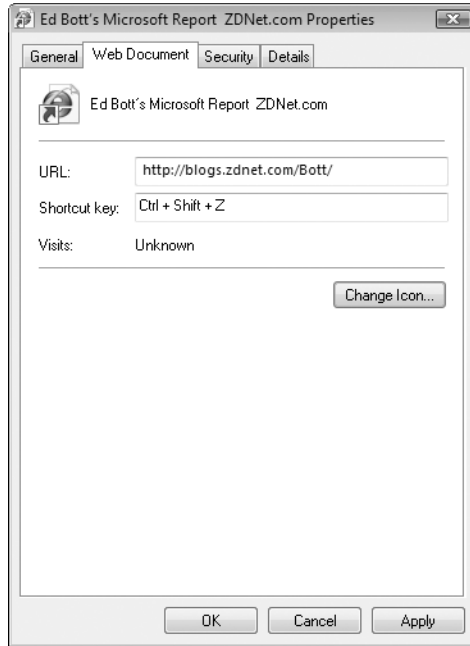 Ed Bott's Microsoft Report ZDNet.com Properties
General Web Document Security Details
Ed Bott's Microsoft Report ZDNet.com
URL: http://blogs.zdnet.com/Bott/
Shortcut key: Ctrl + Shift + Z
Visits: Unknown
Change Icon...
OK Cancel Apply